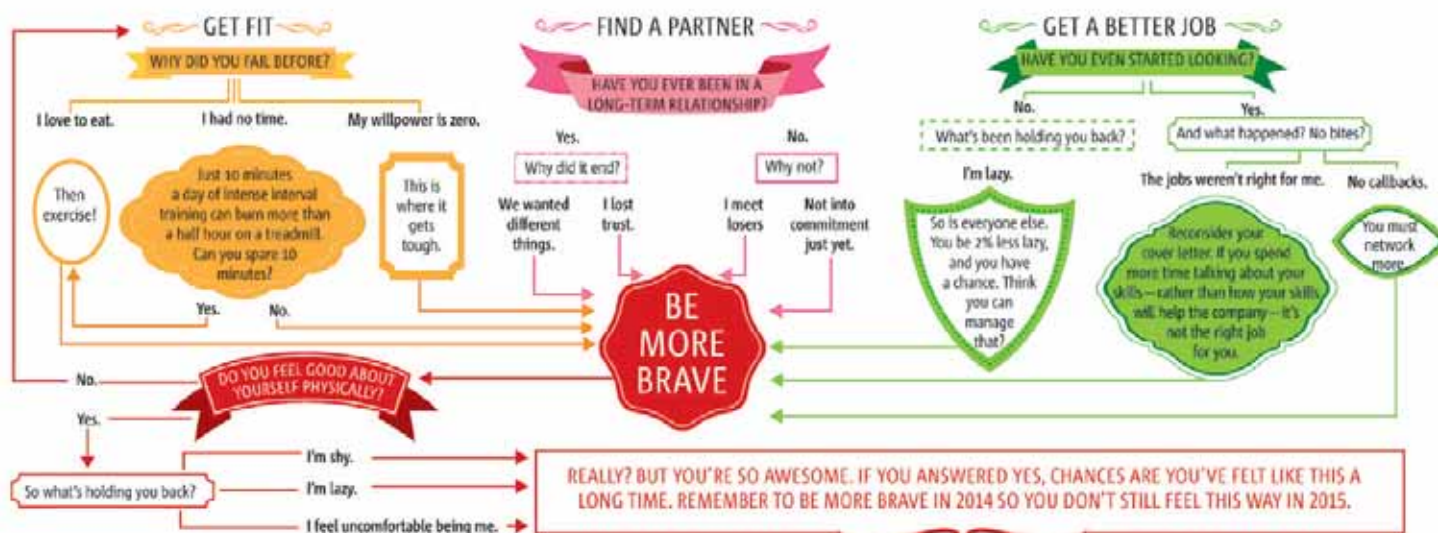 GET FIT
WHY DID YOU FAIL BEFORE?
I love to eat.
I had no time.
My willpower is zero.
Then
exercise!
Just 10 minutes
a day of intense interval
training can burn more than
a half hour on a treadmill.
Can you spare 10
minutes?
This is
where it
gets
tough.
Yes.
No.
FIND A PARTNER
HAVE YOU EVER BEEN IN A
LONG-TERM RELATIONSHIP?
Yes.
Why did it end?
We wanted
different
things.
I lost
trust.
No.
Why not?
I meet
losers
Not into
commitment
just yet.
GET A BETTER JOB
HAVE YOU EVEN STARTED LOOKING?
No.
What's been holding you back?
I'm lazy.
So is everyone else.
You be 2% less lazy,
and you have
a chance. Think
you can
manage
that?
Yes.
And what happened? No bites?
The jobs weren't right for me.
Reconsider your
cover letter. If you spend
more time talking about your
skills—rather than how your skills
will help the company—it's
not the right job
for you.
No callbacks.
You must
network
more.
BE
MORE
BRAVE
DO YOU FEEL GOOD ABOUT
YOURSELF PHYSICALLY?
No.
Yes.
So what's holding you back?
I'm shy.
I'm lazy.
I feel uncomfortable being me.
REALLY? BUT YOU'RE SO AWESOME. IF YOU ANSWERED YES, CHANCES ARE YOU'VE FELT LIKE THIS A
LONG TIME. REMEMBER TO BE MORE BRAVE IN 2014 SO YOU DON'T STILL FEEL THIS WAY IN 2015.